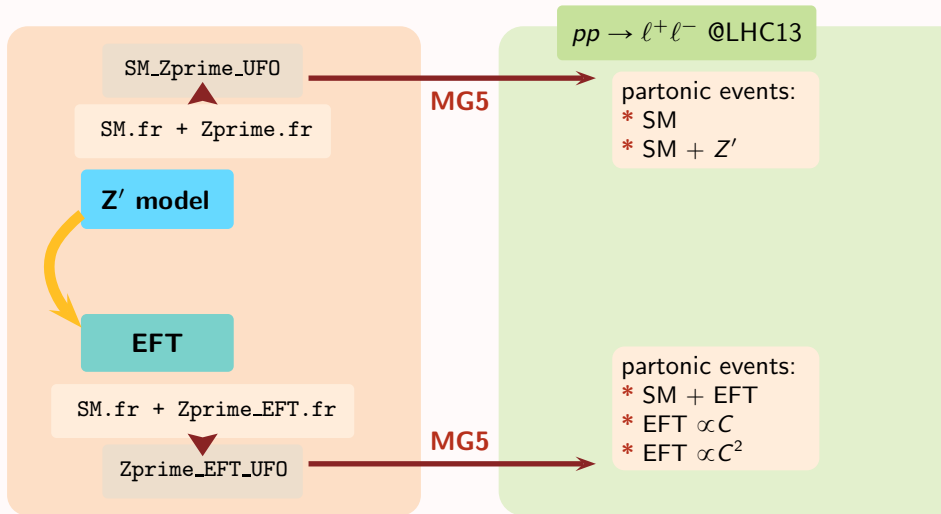 SM_Zprime_UFO
SM.fr + Zprime.fr
Z′ model
EFT
SM.fr + Zprime_EFT.fr
Zprime_EFT_UFO
MG5
MG5
pp → ℓ⁺ℓ⁻ @LHC13
partonic events:
* SM
* SM + Z′
partonic events:
* SM + EFT
* EFT ∝C
* EFT ∝C²